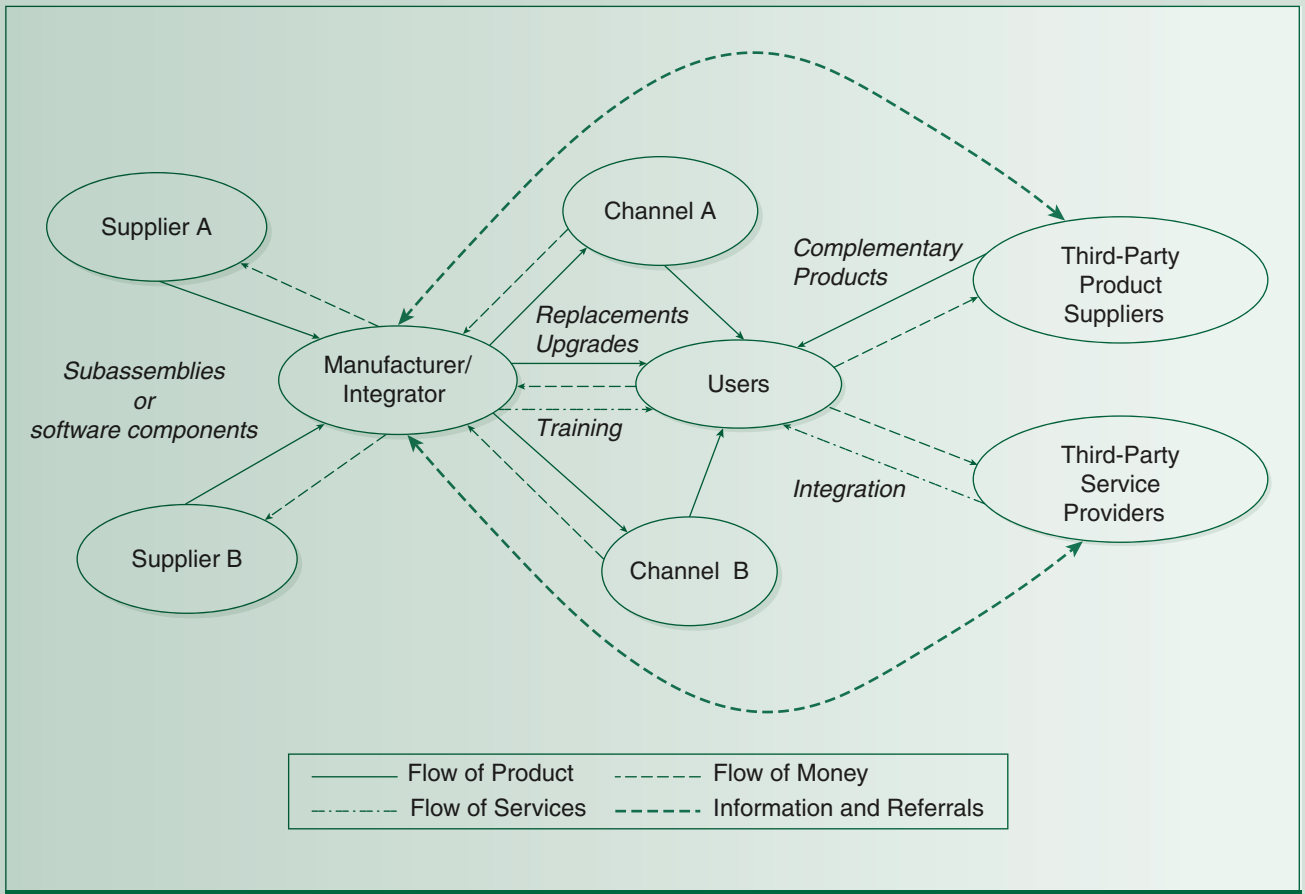 Supplier A
Channel A
Complementary
Products
Third-Party
Product
Suppliers
Replacements
Upgrades
Manufacturer/
Integrator
Users
Subassemblies
or
software components
Training
Third-Party
Service
Providers
Integration
Supplier B
Channel B
Flow of Product
Flow of Money
Flow of Services
Information and Referrals